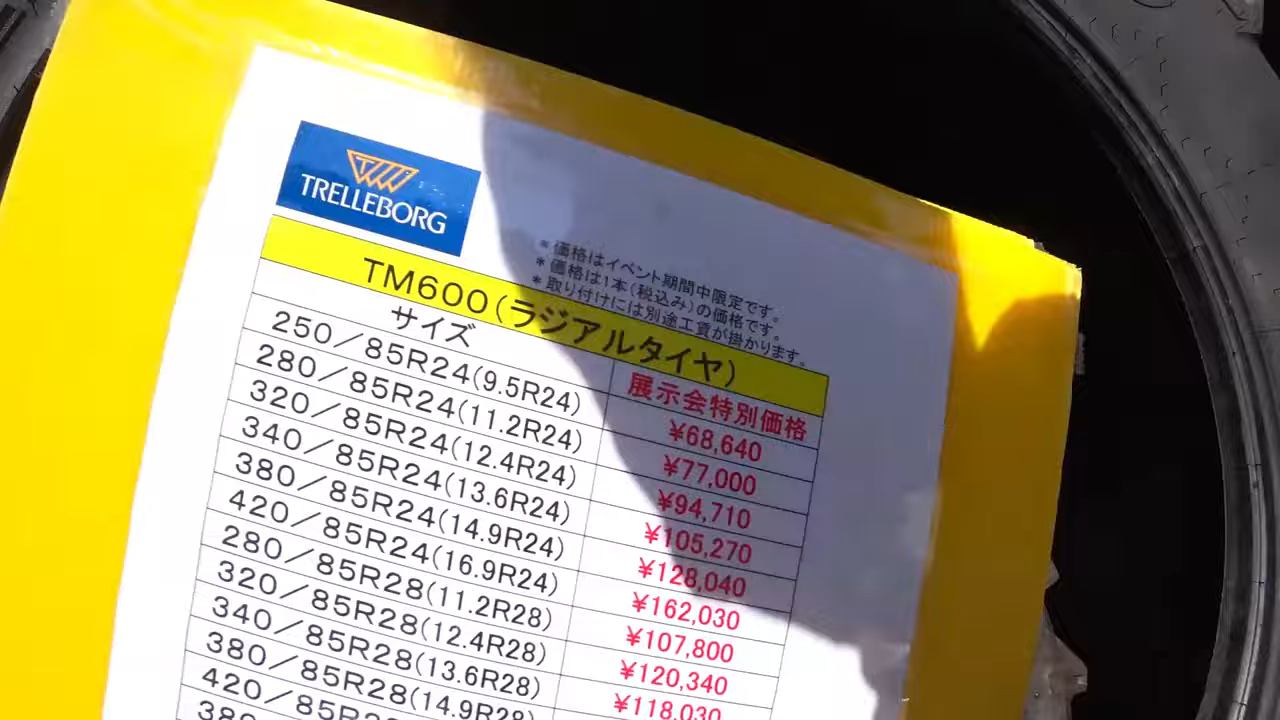 TRELLEBORG
*価格はイベント期間中限定です。
*価格は1本(税込み)の価格です。
*取り付けには別途工賃が掛かります。
TM600(ラジアルタイヤ)
サイズ 展示会特別価格
250/85R24(9.5R24) ¥68,640
280/85R24(11.2R24) ¥77,000
320/85R24(12.4R24) ¥94,710
340/85R24(13.6R24) ¥105,270
380/85R24(14.9R24) ¥128,040
420/85R24(16.9R24) ¥162,030
280/85R28(11.2R28) ¥107,800
320/85R28(12.4R28) ¥120,340
340/85R28(13.6R28) ¥118,030
380/85R28(14.9R28)